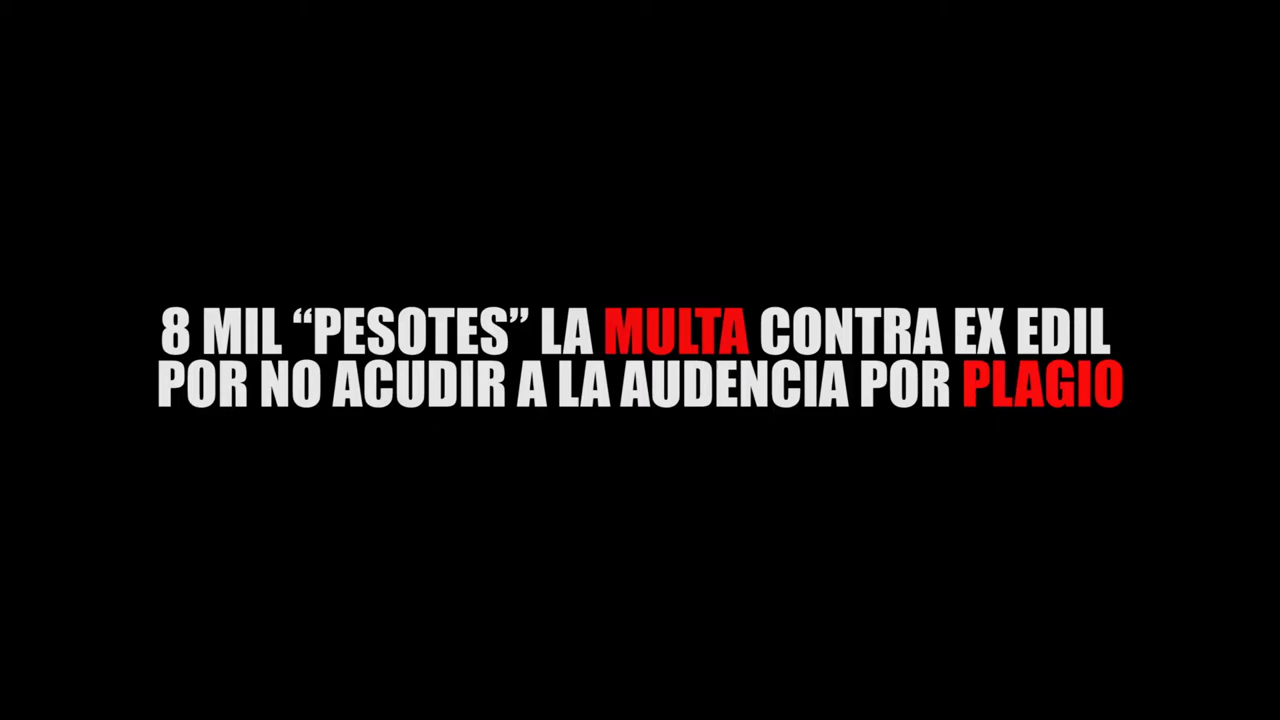 8 MIL “PESOTES” LA MULTA CONTRA EX EDIL
POR NO ACUDIR A LA AUDENCIA POR PLAGIO